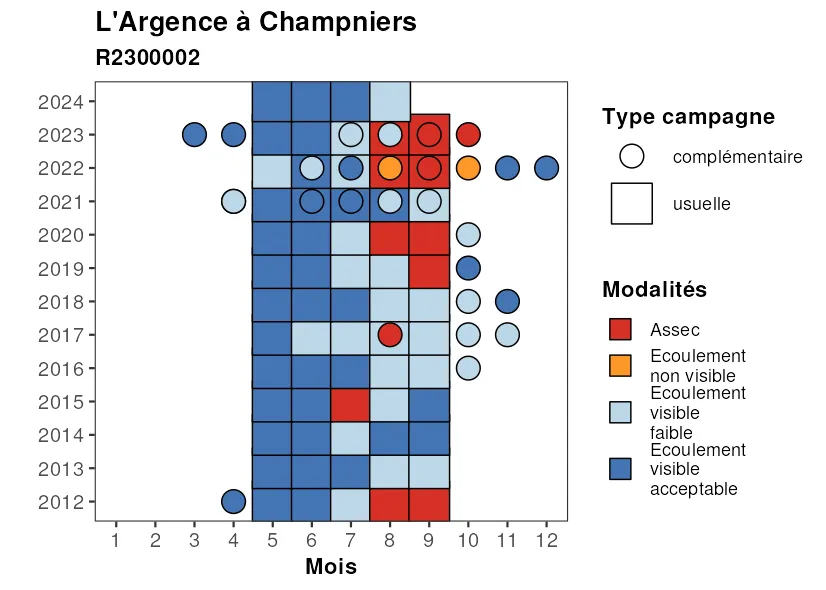 L'Argence à Champniers
R2300002
2024
2023
2022
2021
2020
2019
2018
2017
2016
2015
2014
2013
2012
1 2 3 4 5 6 7 8 9 10 11 12
Mois
Type campagne
complémentaire
usuelle
Modalités
Assec
Ecoulement
non visible
Ecoulement
visible
faible
Ecoulement
visible
acceptable